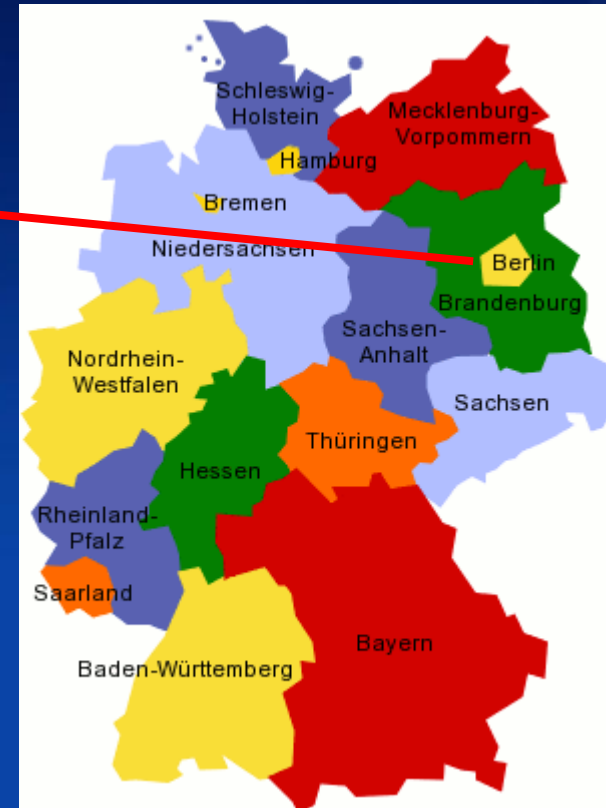 Schleswig-
Holstein
Mecklenburg-
Vorpommern
Hamburg
Bremen
Niedersachsen
Berlin
Brandenburg
Sachsen-
Anhalt
Nordrhein-
Westfalen
Sachsen
Thüringen
Hessen
Rheinland-
Pfalz
Saarland
Bayern
Baden-Württemberg